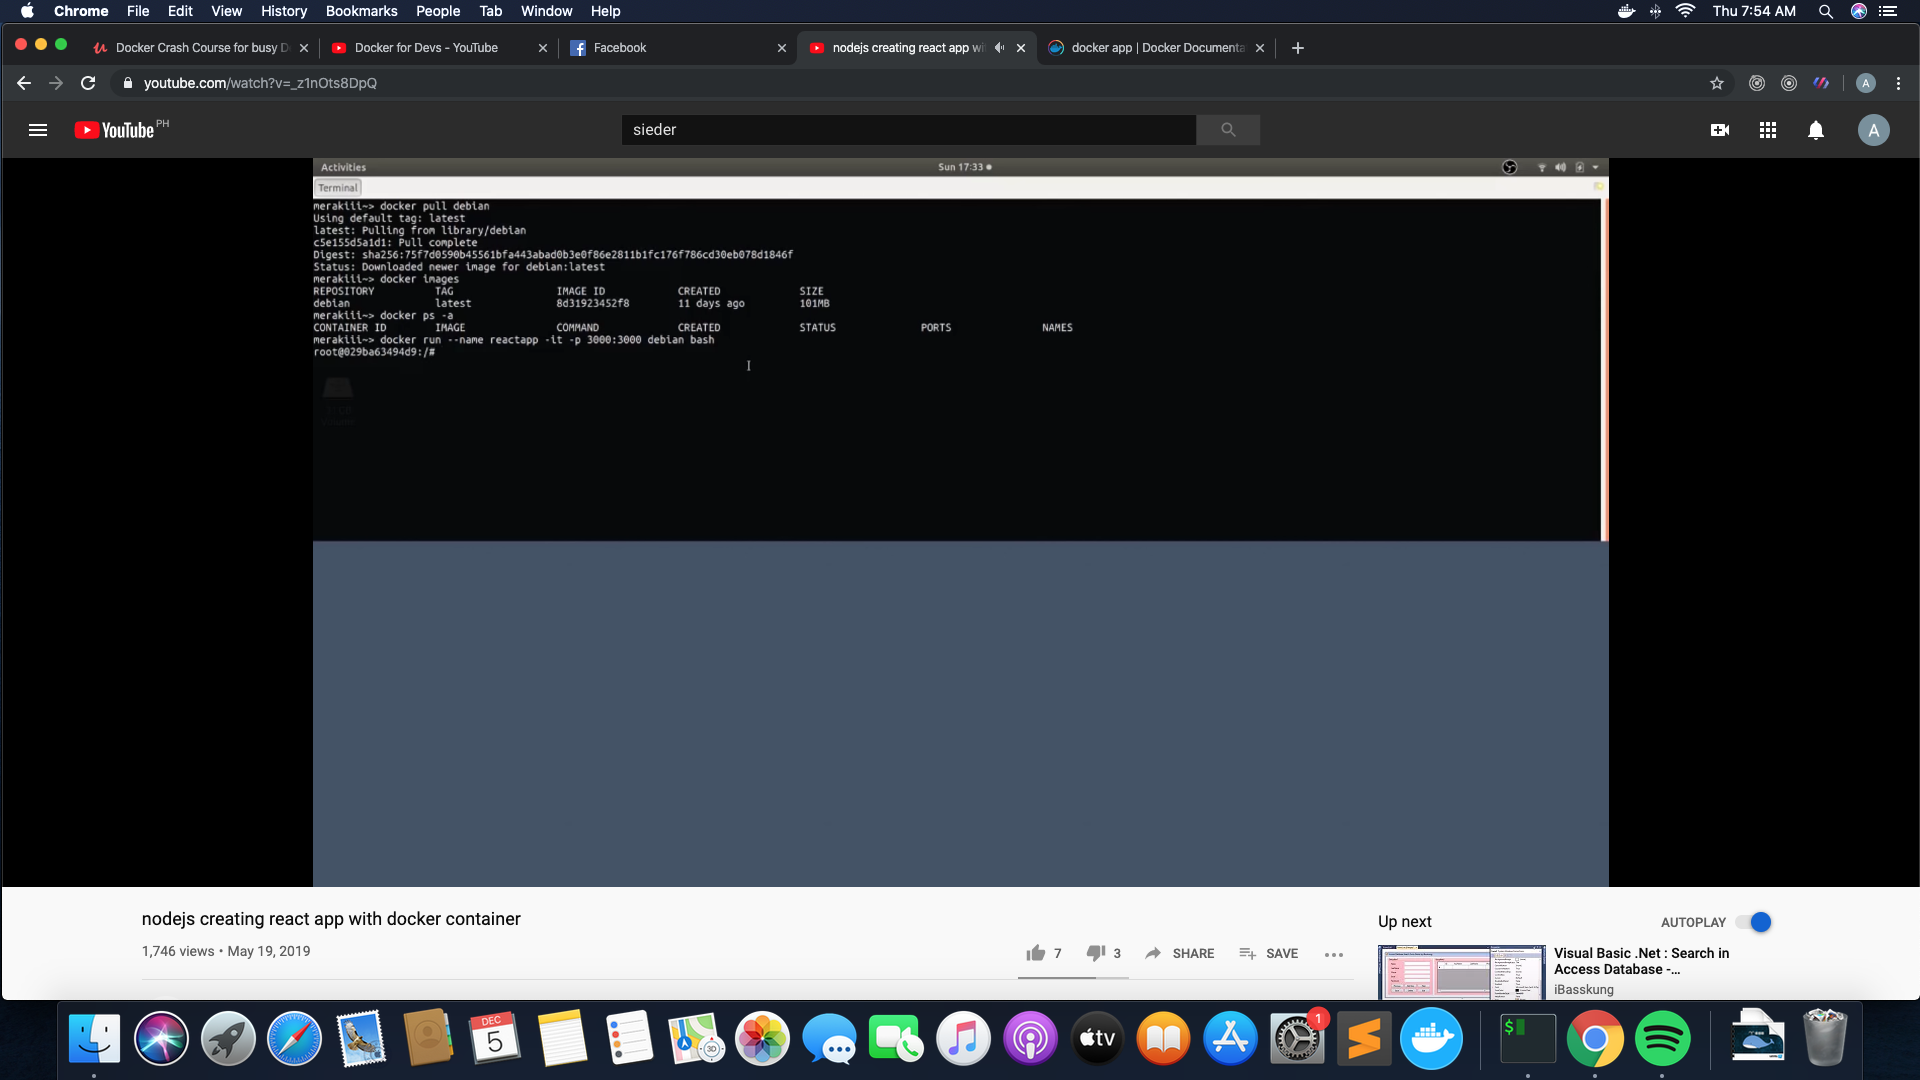 Chrome File Edit View History Bookmarks People Tab Window Help Thu 7:54 AM
Docker Crash Course for busy D Docker for Devs - YouTube Facebook nodejs creating react app wi docker app | Docker Documenta
youtube.com/watch?v=_z1nOts8DpQ A
YouTube PH sieder A
Activities Sun 17:33
Terminal
merakiii~> docker pull debian
Using default tag: latest
latest: Pulling from library/debian
c5e155d5a1d1: Pull complete
Digest: sha256:75f7d0590b45561bfa443abad0b3e0f86e2811b1fc176f786cd30eb078d1846f
Status: Downloaded newer image for debian:latest
merakiii~> docker images
REPOSITORY TAG IMAGE ID CREATED SIZE
debian latest 8d31923452f8 11 days ago 101MB
merakiii~> docker ps -a
CONTAINER ID IMAGE COMMAND CREATED STATUS PORTS NAMES
merakiii~> docker run --name reactapp -it -p 3000:3000 debian bash
root@029ba63494d9:/#
nodejs creating react app with docker container
1,746 views • May 19, 2019
7 3 SHARE SAVE
Up next AUTOPLAY
Visual Basic .Net : Search in
Access Database -...
iBasskung
DEC
5
3D
tv
1
$